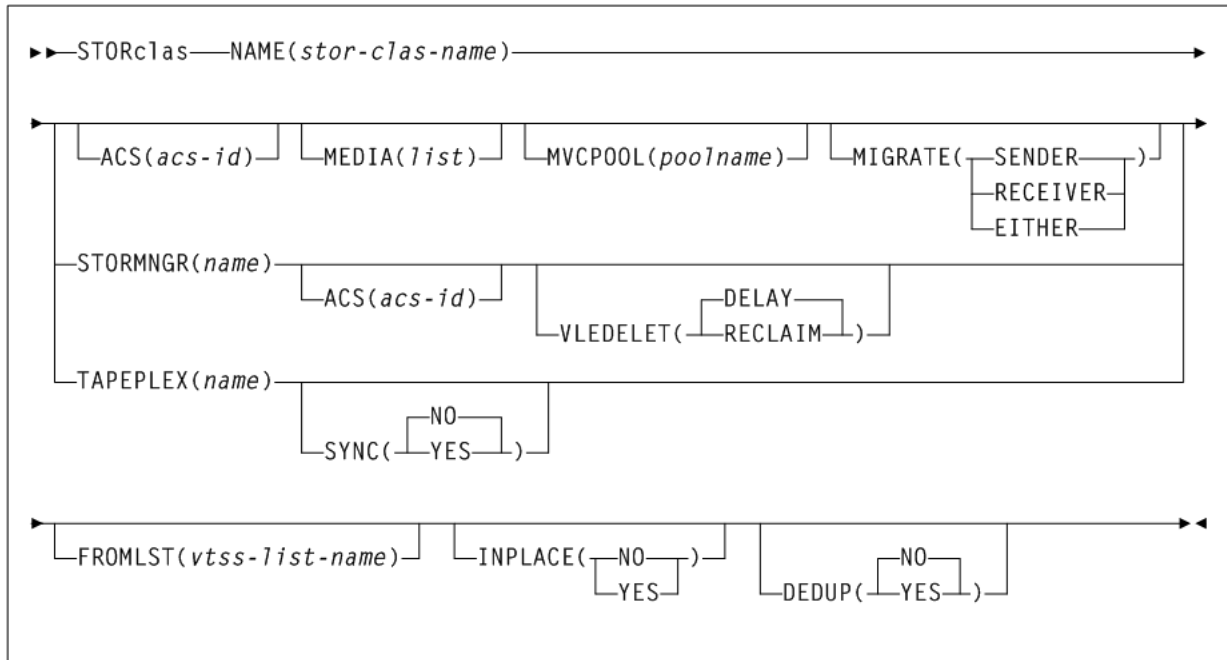 STORclas NAME(stor-clas-name)
ACS(acs-id) MEDIA(list) MVCPOOL(poolname) MIGRATE( SENDER )
RECEIVER
EITHER
STORMNGR(name)
ACS(acs-id)
DELAY
VLEDELET( RECLAIM )
TAPEPLEX(name)
NO
SYNC( YES )
FROMLST(vtss-list-name) INPLACE( NO )
YES
NO
DEDUP( YES )